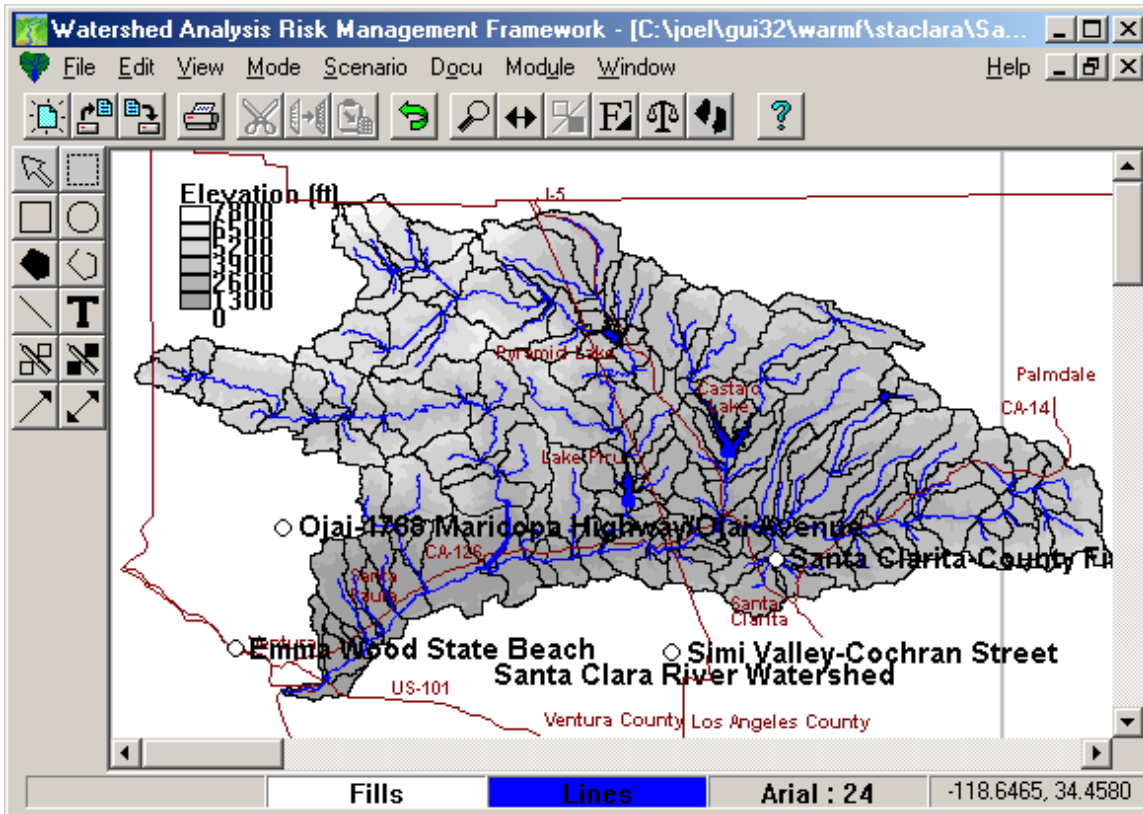 Watershed Analysis Risk Management Framework - [C:\joel\gui32\warmf\staclara\Sa...
File Edit View Mode Scenario Docu Module Window Help
Elevation (ft)
7800
6500
5200
3900
2600
1300
0
I-5
Pyramid Lake
Castaic
Lake
Palmdale
CA-14
Lake Piru
Ojai-1768 Maricopa Highway/Ojai Avenue
CA-126
Santa Clarita-County Fi
Santa
Paula
Santa
Clarita
Ventura
Emma Wood State Beach
Simi Valley-Cochran Street
Santa Clara River Watershed
US-101
Ventura County
Los Angeles County
Fills
Lines
Arial : 24
-118.6465, 34.4580